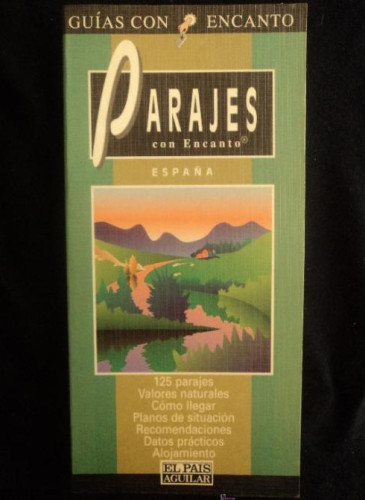 GUÍAS CON ENCANTO
PARAJES
con Encanto®
ESPAÑA
125 parajes
Valores naturales
Cómo llegar
Planos de situación
Recomendaciones
Datos prácticos
Alojamiento
EL PAIS
AGUILAR